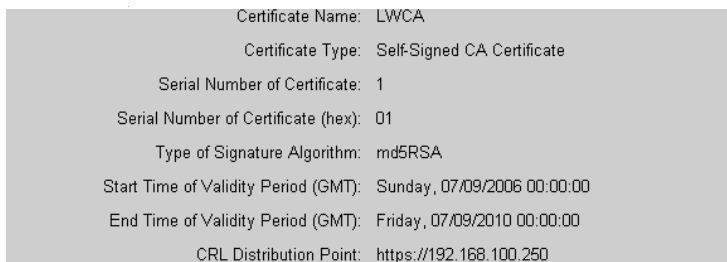 Certificate Name: LWCA
Certificate Type: Self-Signed CA Certificate
Serial Number of Certificate: 1
Serial Number of Certificate (hex): 01
Type of Signature Algorithm: md5RSA
Start Time of Validity Period (GMT): Sunday, 07/09/2006 00:00:00
End Time of Validity Period (GMT): Friday, 07/09/2010 00:00:00
CRL Distribution Point: https://192.168.100.250